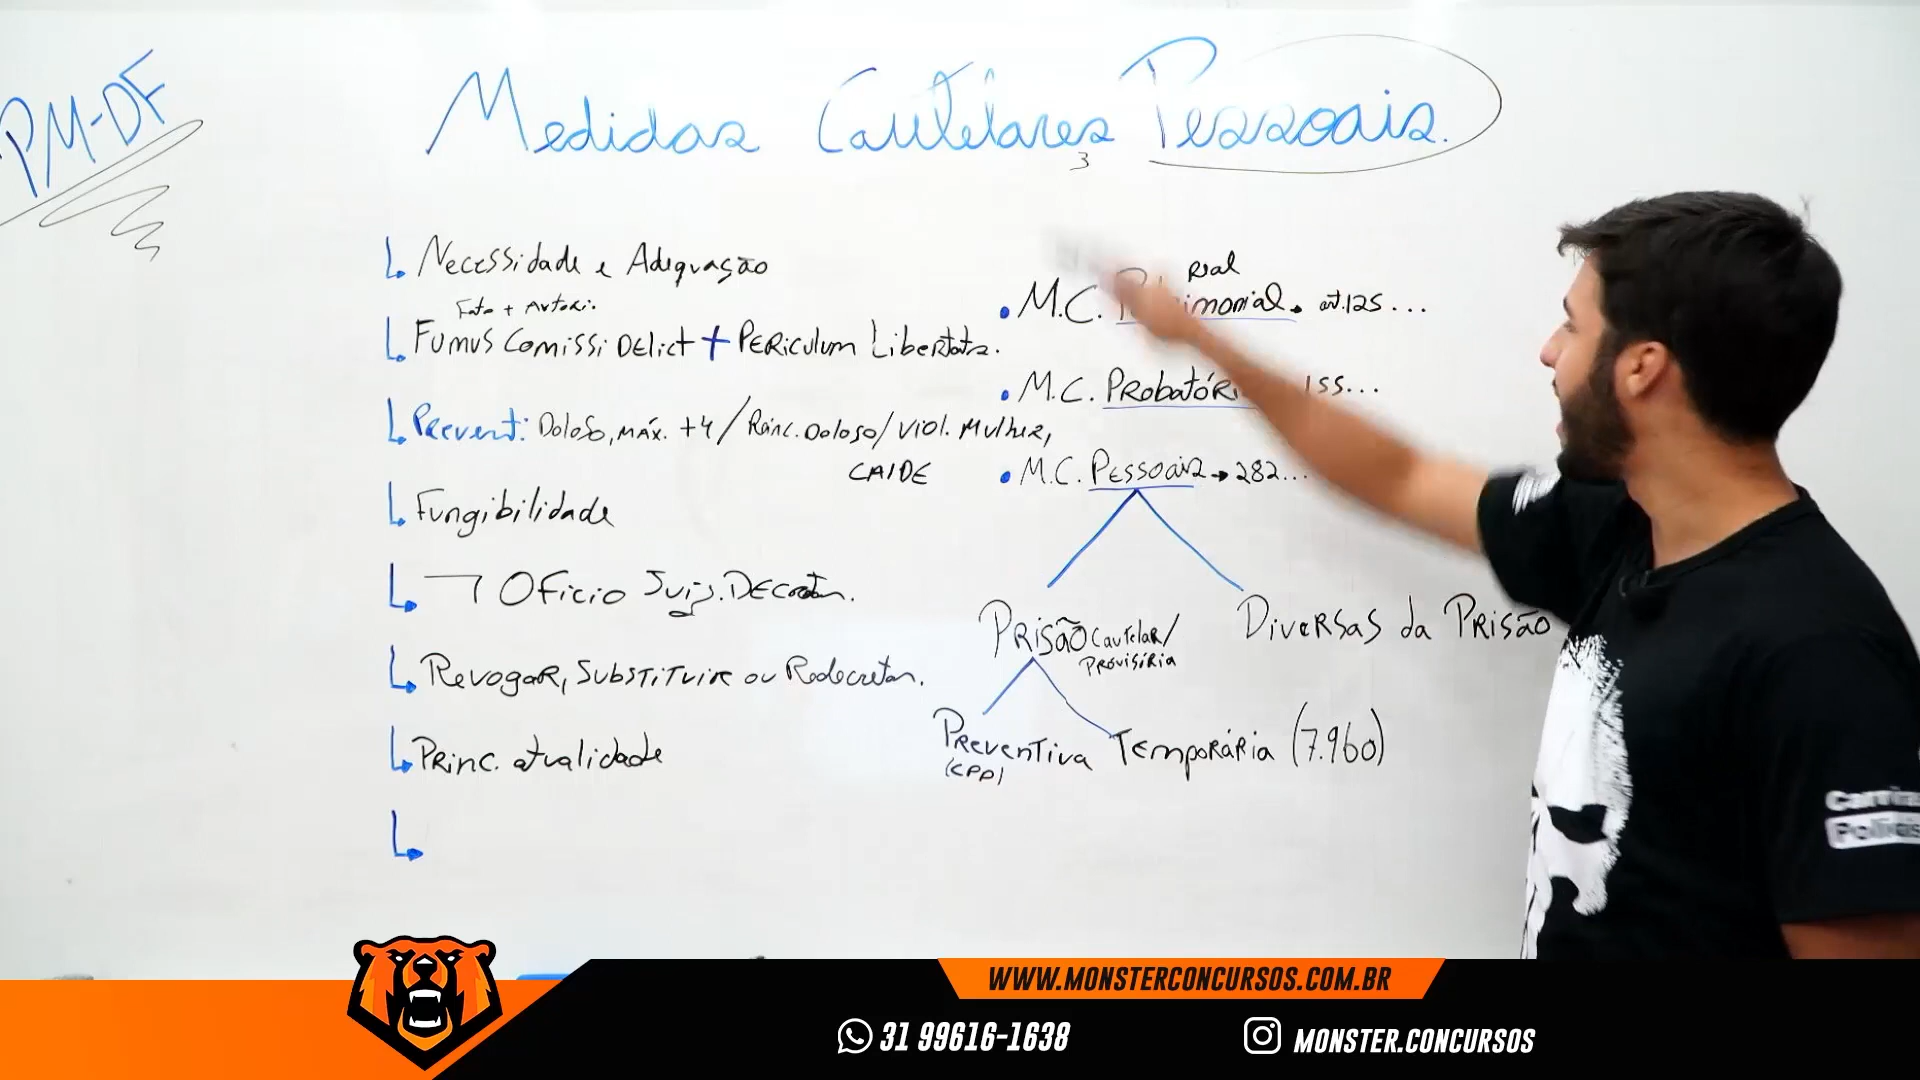 PM-DF
Medidas Cautelares Pessoais.
3
Necessidade e Adequação
Fato + Autori.
Fumus Comissi Delict + Periculum Libertatis.
Prevent: Doloso, máx. +4 / Reinc. Doloso / Viol. Mulher,
CAIDE
Fungibilidade
¬ Oficio Juiz. Decretar.
Revogar, Substituir ou Redecretar.
Princ. atualidade
Real
• M.C. Patrimonial → art. 125...
• M.C. Probatóri 155...
• M.C. Pessoais → 282...
Prisão Cautelar/
Provisória
Diversas da Prisão
Preventiva
(CPP)
Temporária (7.960)
WWW.MONSTERCONCURSOS.COM.BR
31 99616-1638
MONSTER.CONCURSOS